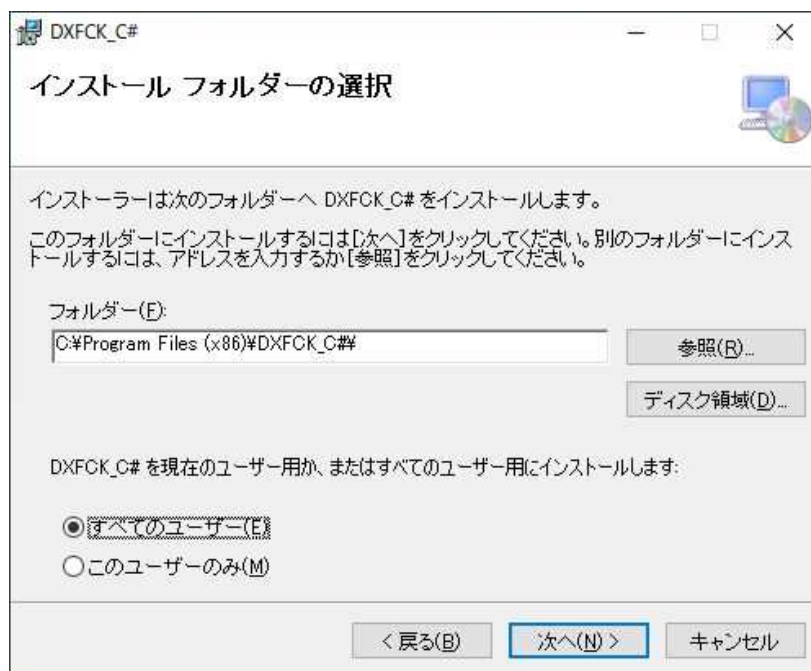 DXFCK_C#
インストール フォルダーの選択
インストーラーは次のフォルダーへ DXFCK_C# をインストールします。
このフォルダーにインストールするには[次へ]をクリックしてください。別のフォルダーにインス
トールするには、アドレスを入力するか[参照]をクリックしてください。
フォルダー(F):
C:¥Program Files (x86)¥DXFCK_C#¥
参照(R)...
ディスク領域(D)...
DXFCK_C# を現在のユーザー用か、またはすべてのユーザー用にインストールします:
すべてのユーザー(E)
このユーザーのみ(M)
< 戻る(B)
次へ(N) >
キャンセル